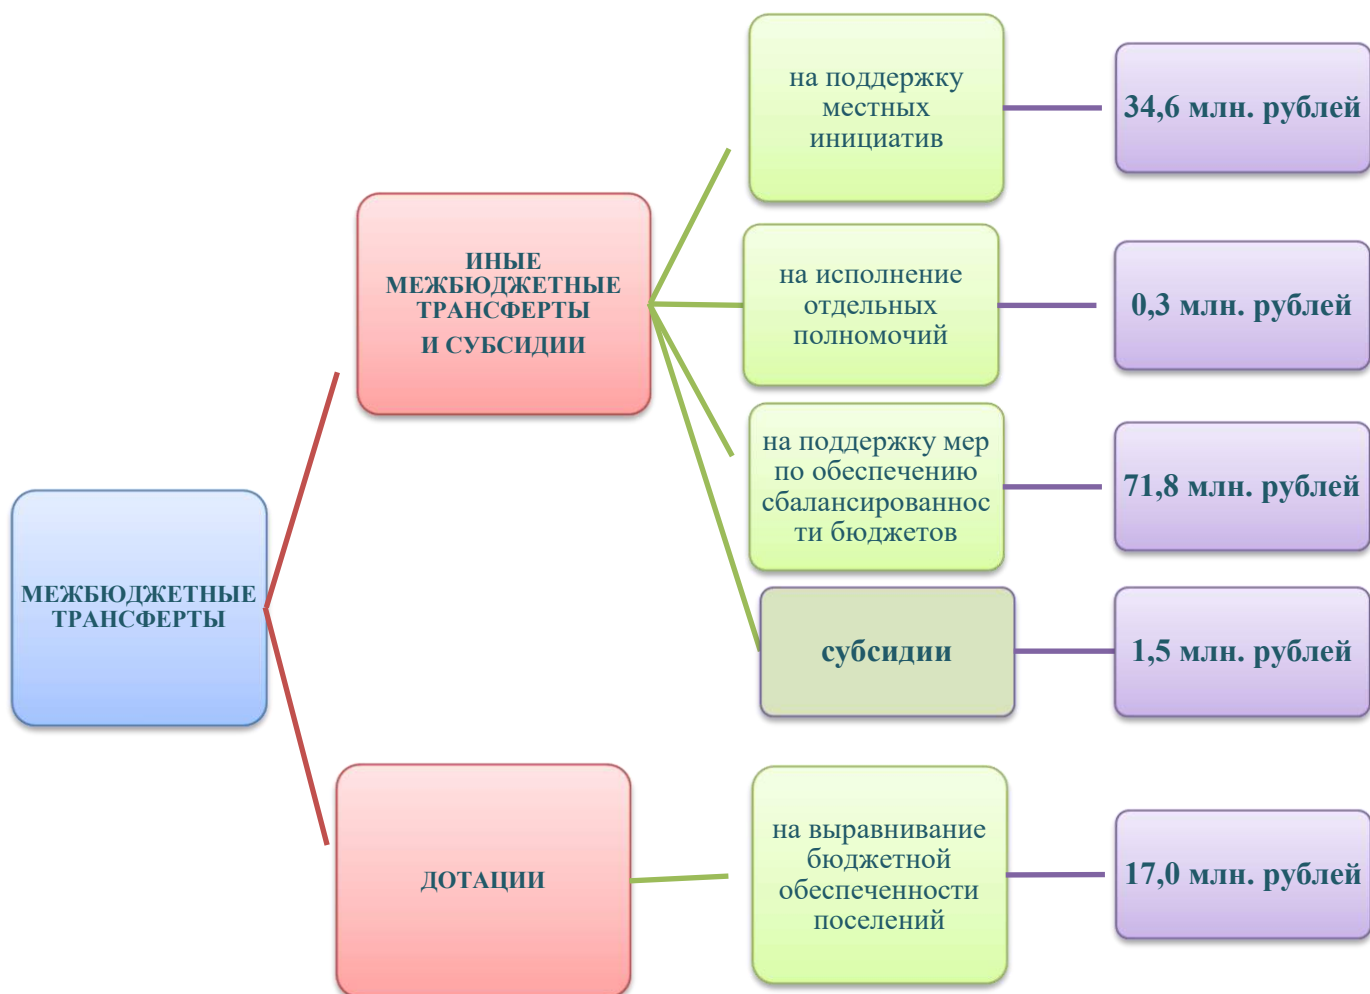 на поддержку
местных
инициатив
34,6 млн. рублей
ИНЫЕ
МЕЖБЮДЖЕТНЫЕ
ТРАНСФЕРТЫ
И СУБСИДИИ
на исполнение
отдельных
полномочий
0,3 млн. рублей
на поддержку мер
по обеспечению
сбалансированнос
ти бюджетов
71,8 млн. рублей
МЕЖБЮДЖЕТНЫЕ
ТРАНСФЕРТЫ
субсидии
1,5 млн. рублей
ДОТАЦИИ
на выравнивание
бюджетной
обеспеченности
поселений
17,0 млн. рублей